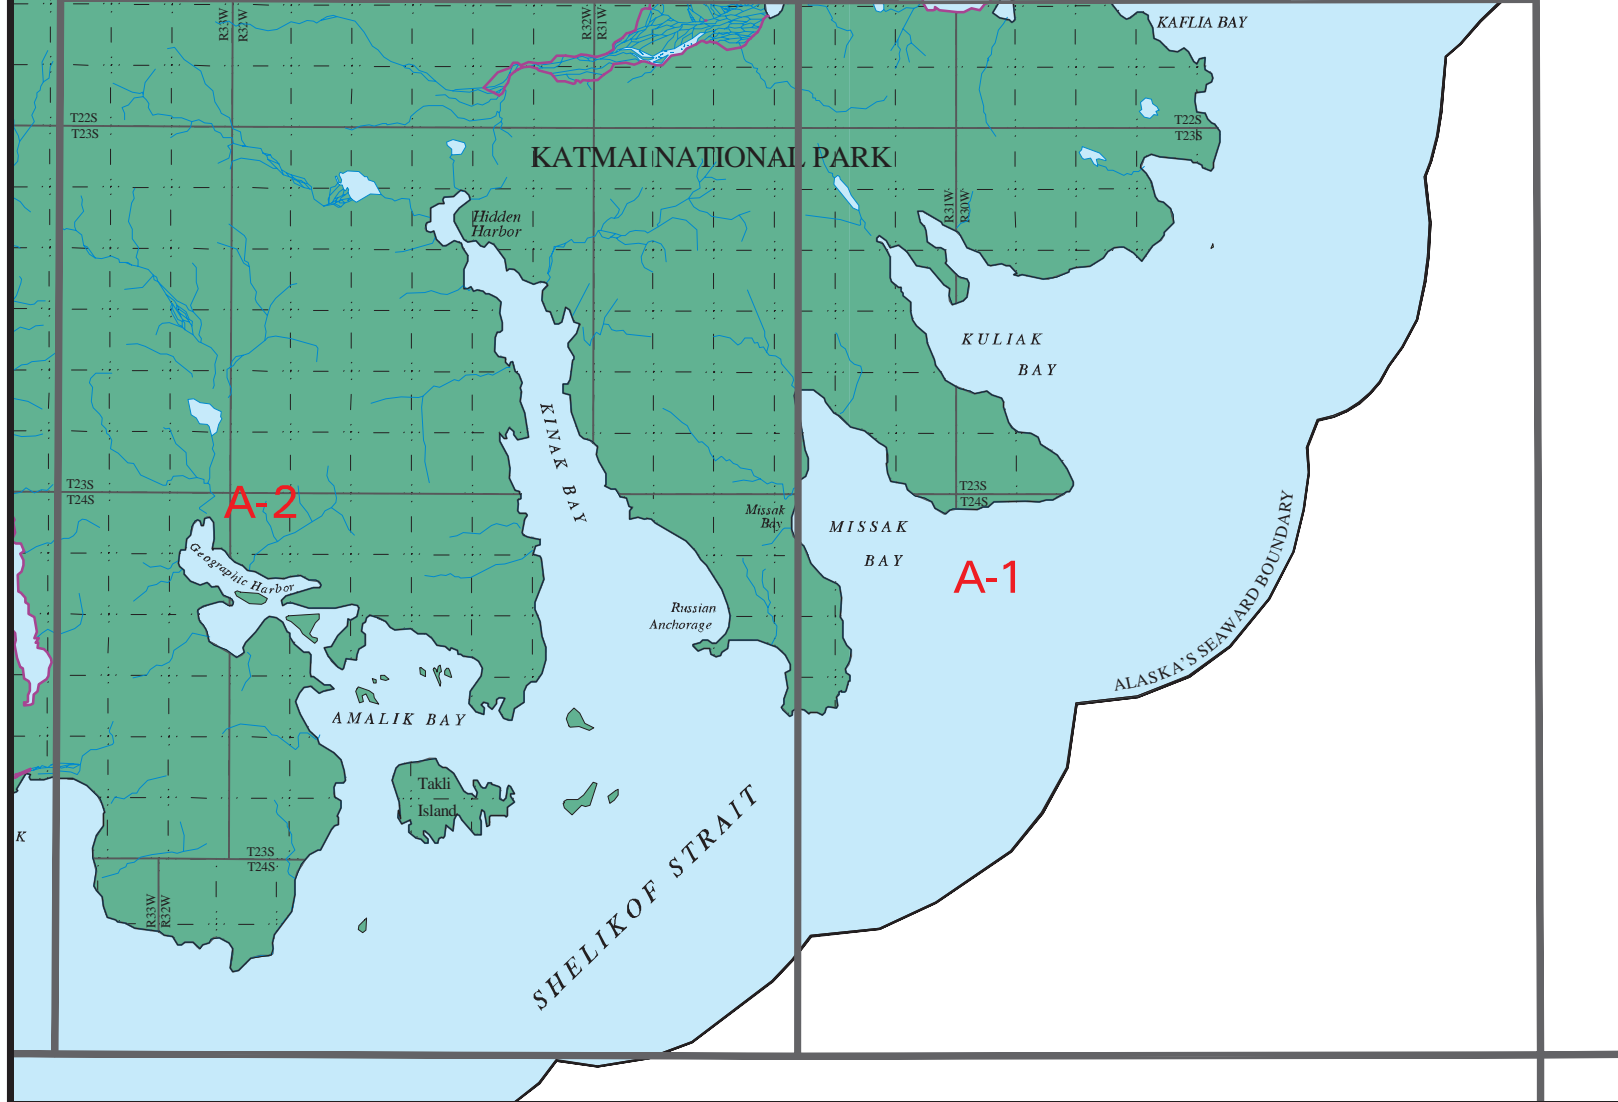 KAFLIA BAY
R33W
R32W
R32W
R31W
T22S
T23S
T22S
T23S
KATMAI NATIONAL PARK
Hidden
Harbor
R31W
R30W
KULIAK
BAY
KINAK BAY
T23S
T24S
A-2
T23S
T24S
Missak
Bay
MISSAK
BAY
A-1
Geographic Harbor
Russian
Anchorage
ALASKA'S SEAWARD BOUNDARY
AMALIK BAY
Takli
Island
SHELIKOF STRAIT
K
T23S
T24S
R33W
R32W